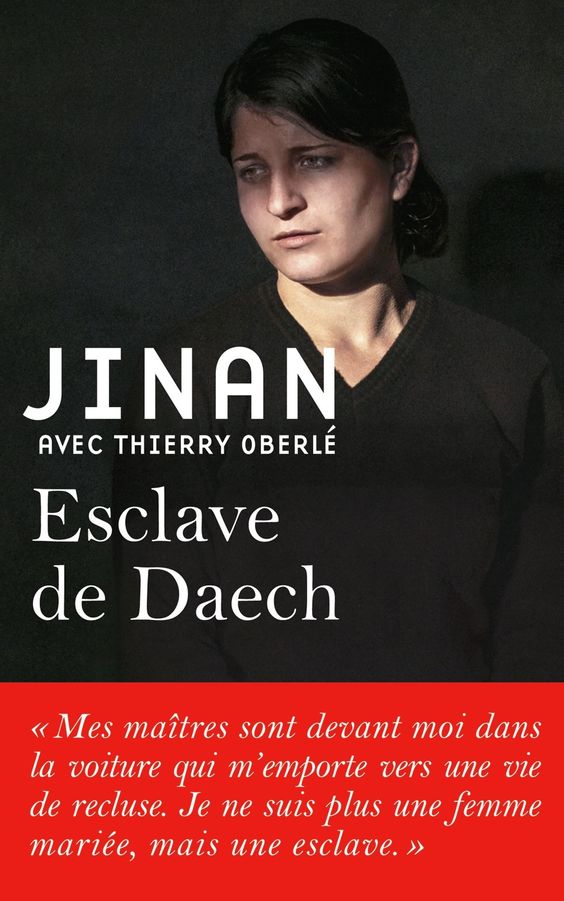 JINAN
AVEC THIERRY OBERLÉ
Esclave
de Daech
« Mes maîtres sont devant moi dans
la voiture qui m’emporte vers une vie
de recluse. Je ne suis plus une femme
mariée, mais une esclave. »